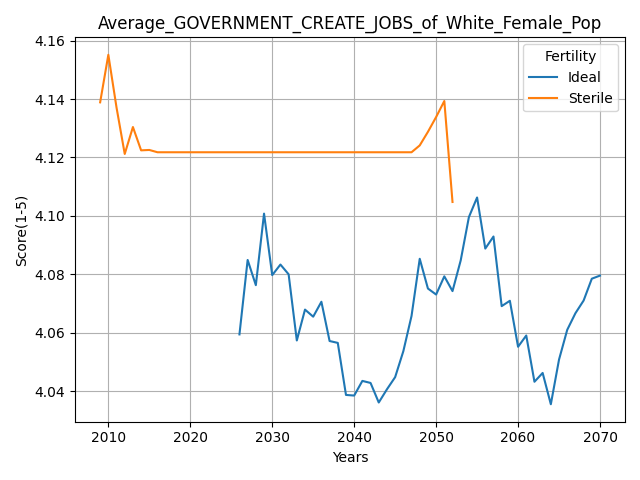 Average_GOVERNMENT_CREATE_JOBS_of_White_Female_Pop
Fertility
Ideal
Sterile
Score(1-5)
4.16
4.14
4.12
4.10
4.08
4.06
4.04
2010 2020 2030 2040 2050 2060 2070
Years